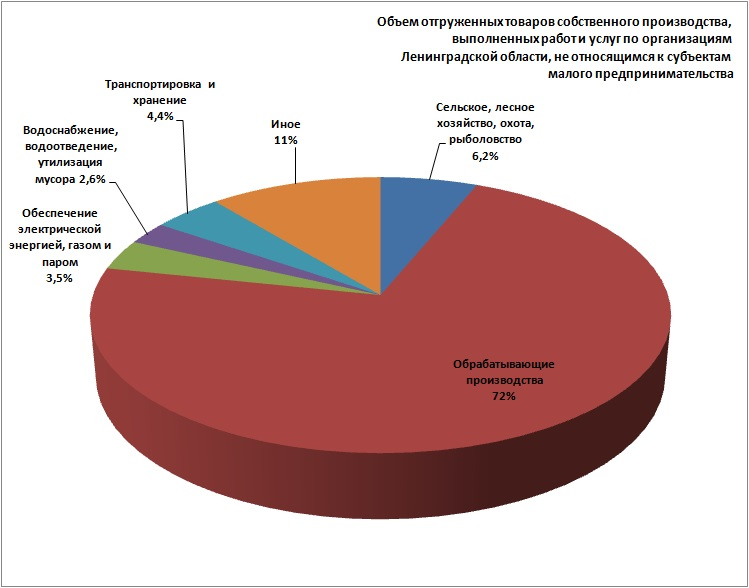 Объем отгруженных товаров собственного производства,
выполненных работ и услуг по организациям
Ленинградской области, не относящимся к субъектам
малого предпринимательства
Транспортировка и
хранение
4,4%
Иное
11%
Сельское, лесное
хозяйство, охота,
рыболовство
6,2%
Водоснабжение,
водоотведение,
утилизация
мусора 2,6%
Обеспечение
электрической
энергией, газом и
паром
3,5%
Обрабатывающие
производства
72%